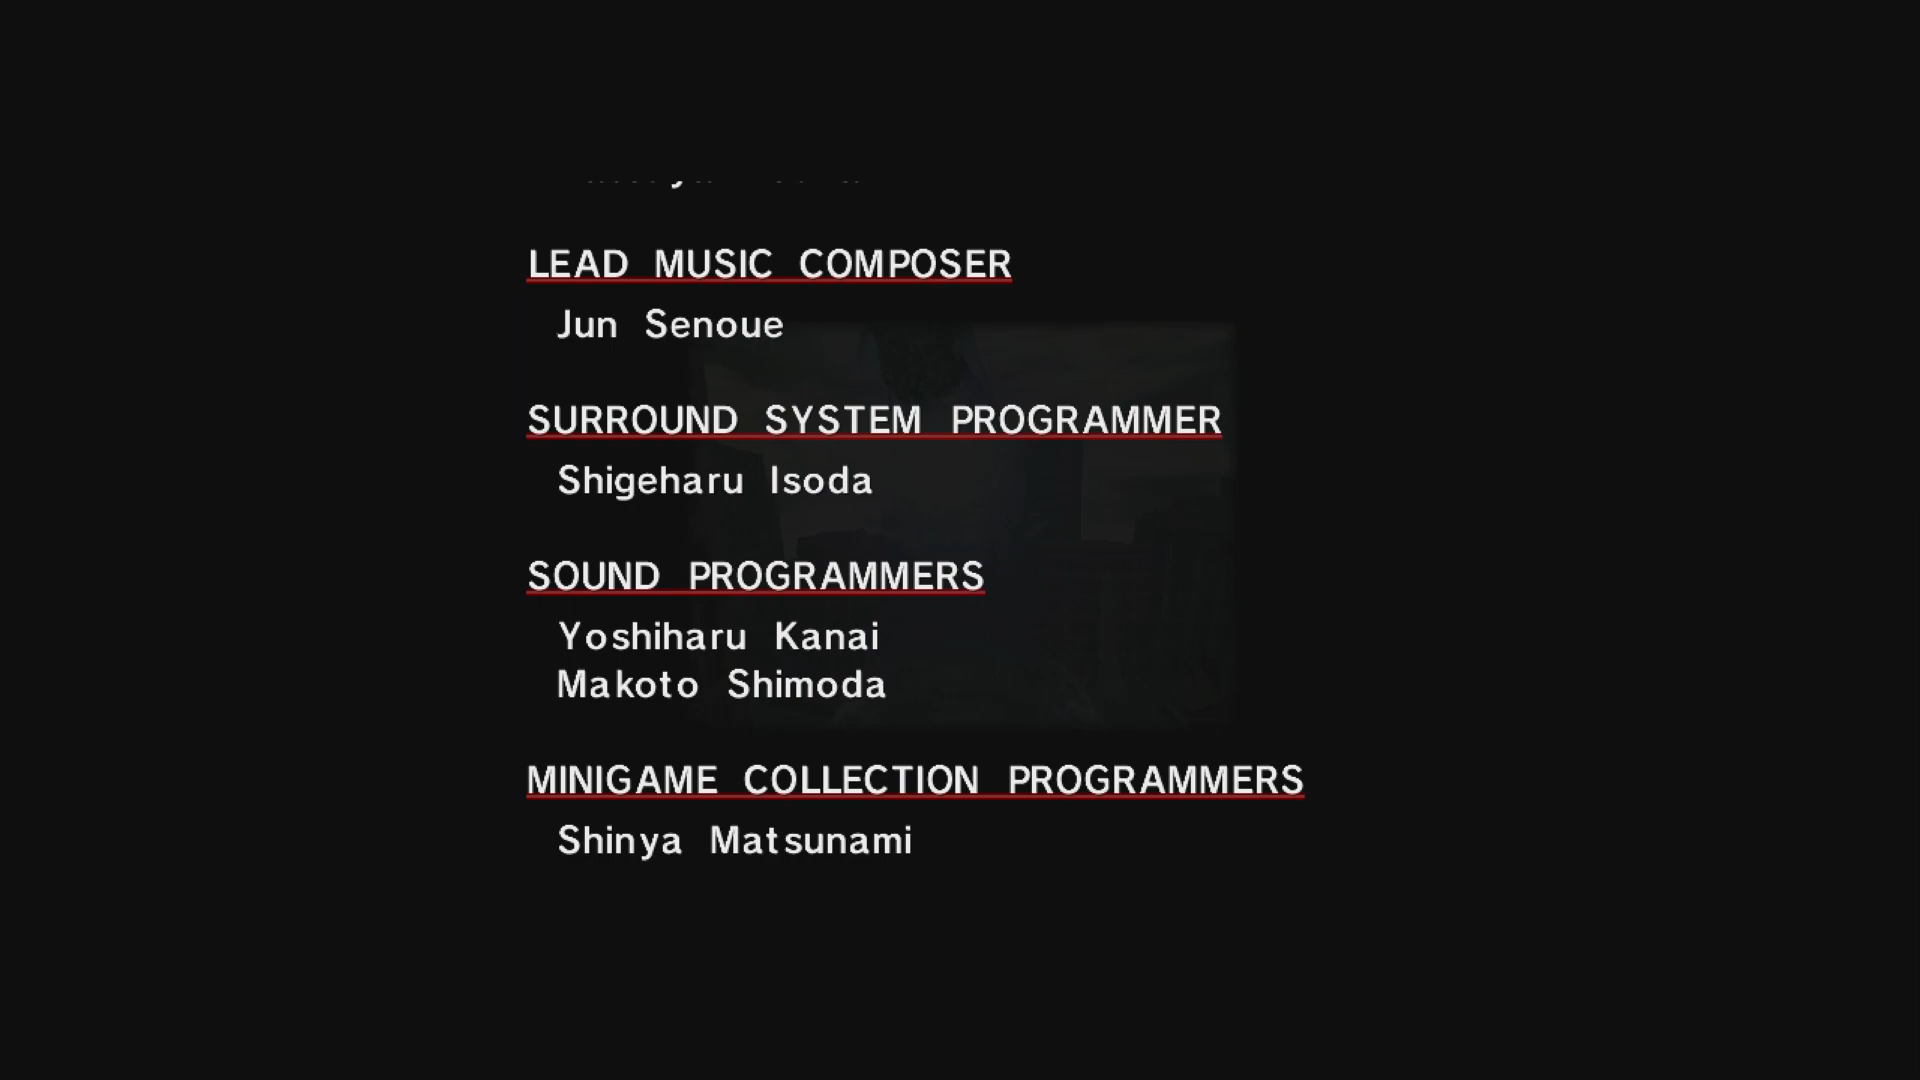 LEAD MUSIC COMPOSER
Jun Senoue
SURROUND SYSTEM PROGRAMMER
Shigeharu Isoda
SOUND PROGRAMMERS
Yoshiharu Kanai
Makoto Shimoda
MINIGAME COLLECTION PROGRAMMERS
Shinya Matsunami